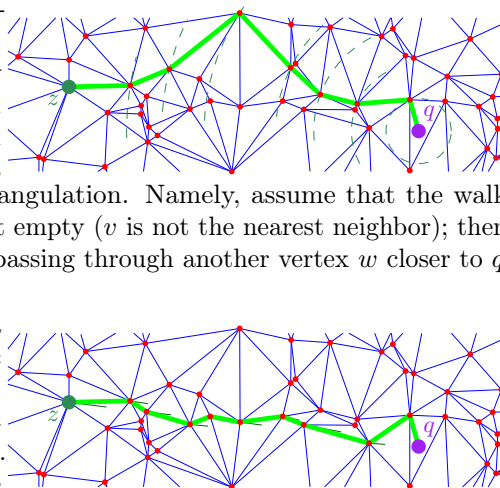 z
q
angulation. Namely, assume that the walk
empty (v is not the nearest neighbor); then
passing through another vertex w closer to q
z
q